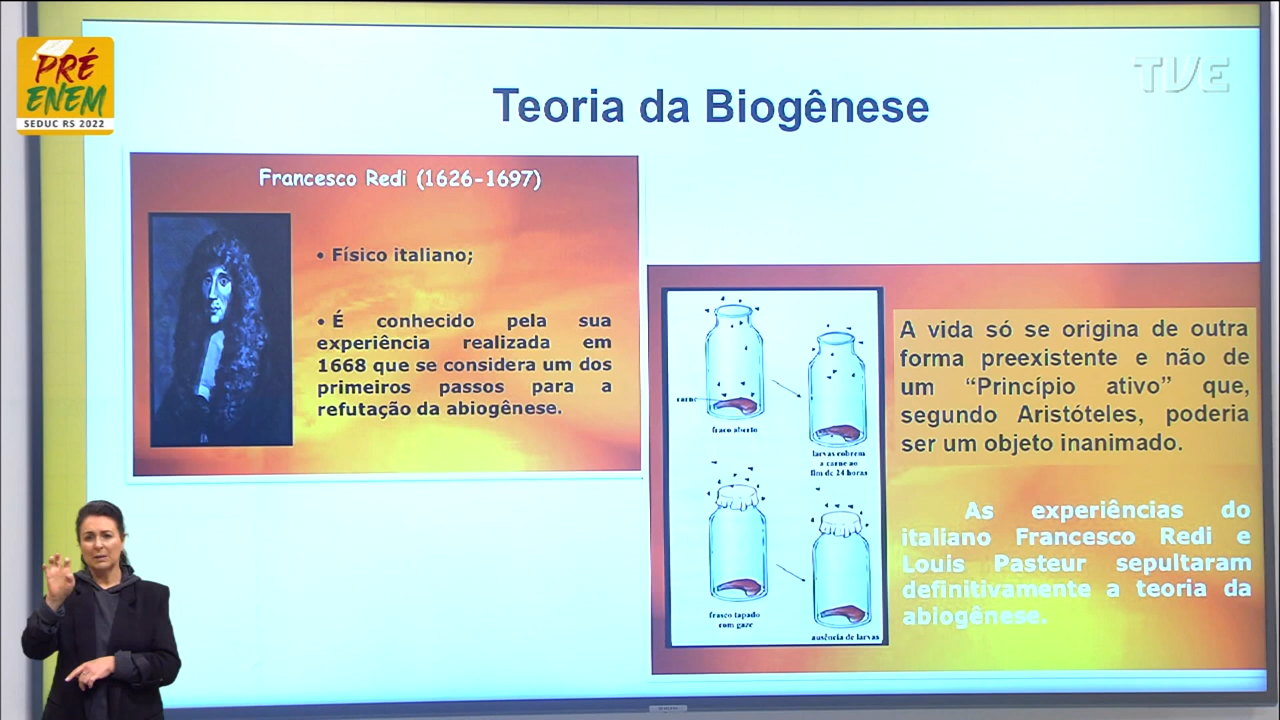 PRÉ
ENEM
SEDUC RS 2022
TVE
Teoria da Biogênese
Francesco Redi (1626-1697)
• Físico italiano;
• É conhecido pela sua
experiência realizada em
1668 que se considera um dos
primeiros passos para a
refutação da abiogênese.
carne
frasco aberto
larvas cobrem
a carne ao
fim de 24 horas
frasco tapado
com gaze
ausência de larvas
A vida só se origina de outra
forma preexistente e não de
um “Princípio ativo” que,
segundo Aristóteles, poderia
ser um objeto inanimado.
As experiências do
italiano Francesco Redi e
Louis Pasteur sepultaram
definitivamente a teoria da
abiogênese.